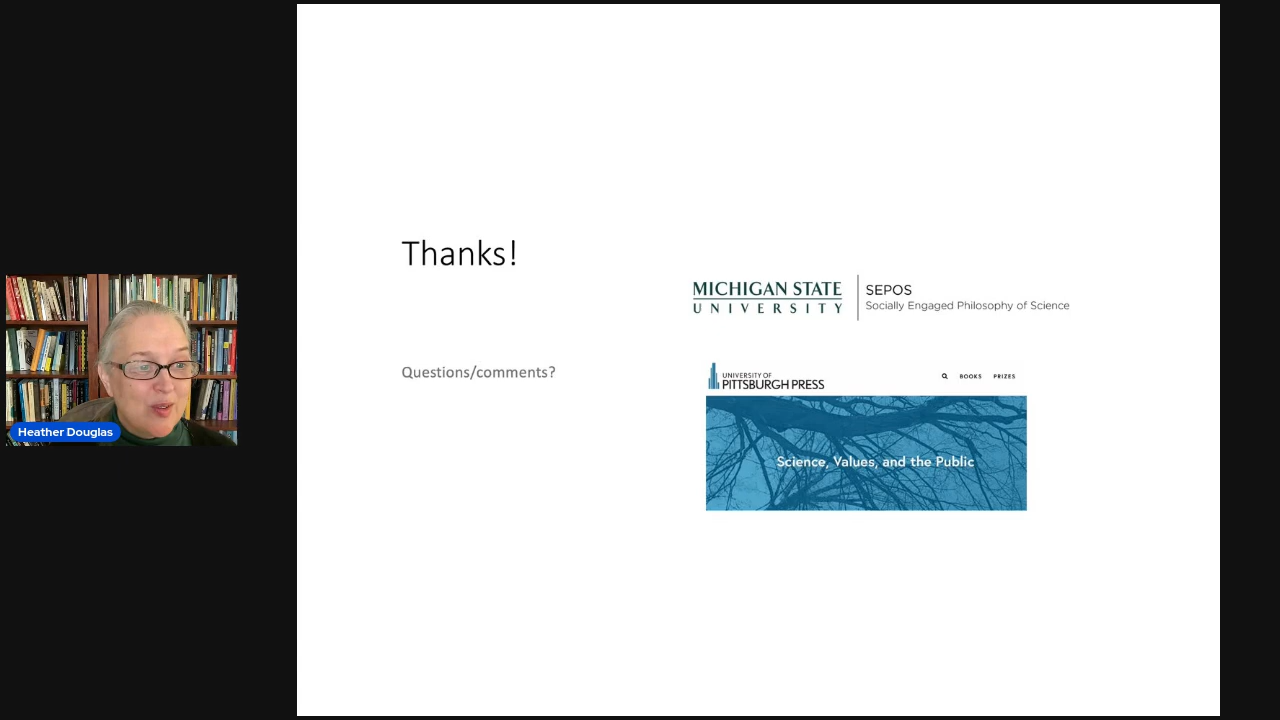 Thanks!
MICHIGAN STATE
UNIVERSITY
SEPOS
Socially Engaged Philosophy of Science
Questions/comments?
UNIVERSITY OF
PITTSBURGH PRESS
BOOKS PRIZES
Science, Values, and the Public
Heather Douglas